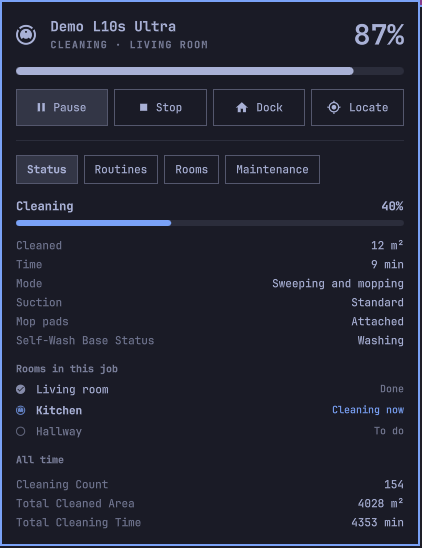 Demo L10s Ultra
CLEANING · LIVING ROOM
87%
Pause
Stop
Dock
Locate
Status
Routines
Rooms
Maintenance
Cleaning 40%
Cleaned 12 m²
Time 9 min
Mode Sweeping and mopping
Suction Standard
Mop pads Attached
Self-Wash Base Status Washing
Rooms in this job
Living room Done
Kitchen Cleaning now
Hallway To do
All time
Cleaning Count 154
Total Cleaned Area 4028 m²
Total Cleaning Time 4353 min